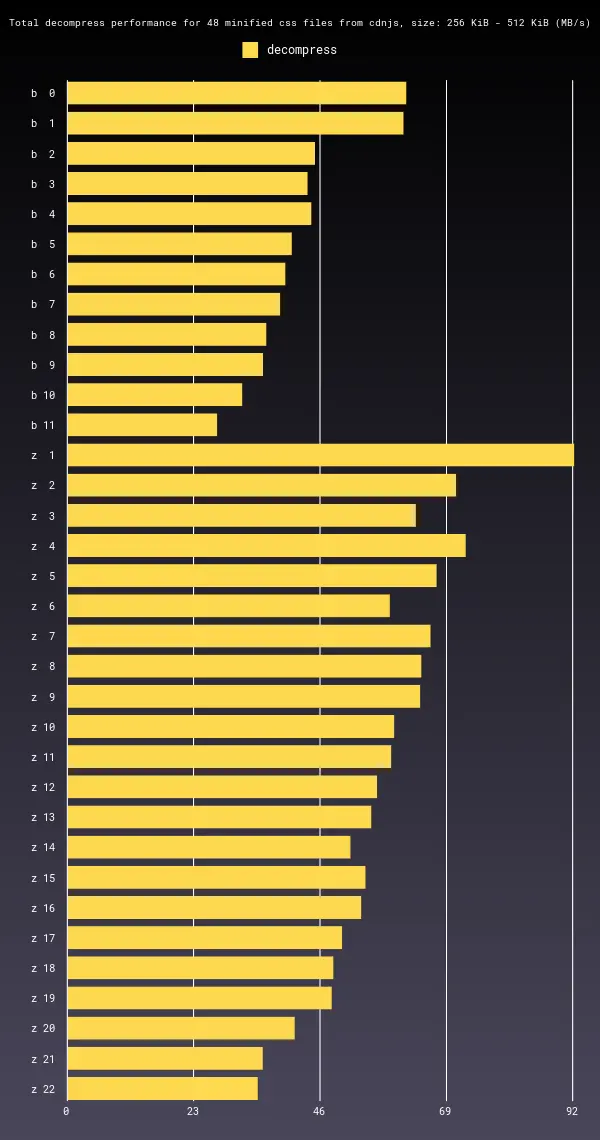 Total decompress performance for 48 minified css files from cdnjs, size: 256 KiB - 512 KiB (MB/s)
decompress
b 0
b 1
b 2
b 3
b 4
b 5
b 6
b 7
b 8
b 9
b 10
b 11
z 1
z 2
z 3
z 4
z 5
z 6
z 7
z 8
z 9
z 10
z 11
z 12
z 13
z 14
z 15
z 16
z 17
z 18
z 19
z 20
z 21
z 22
0 23 46 69 92